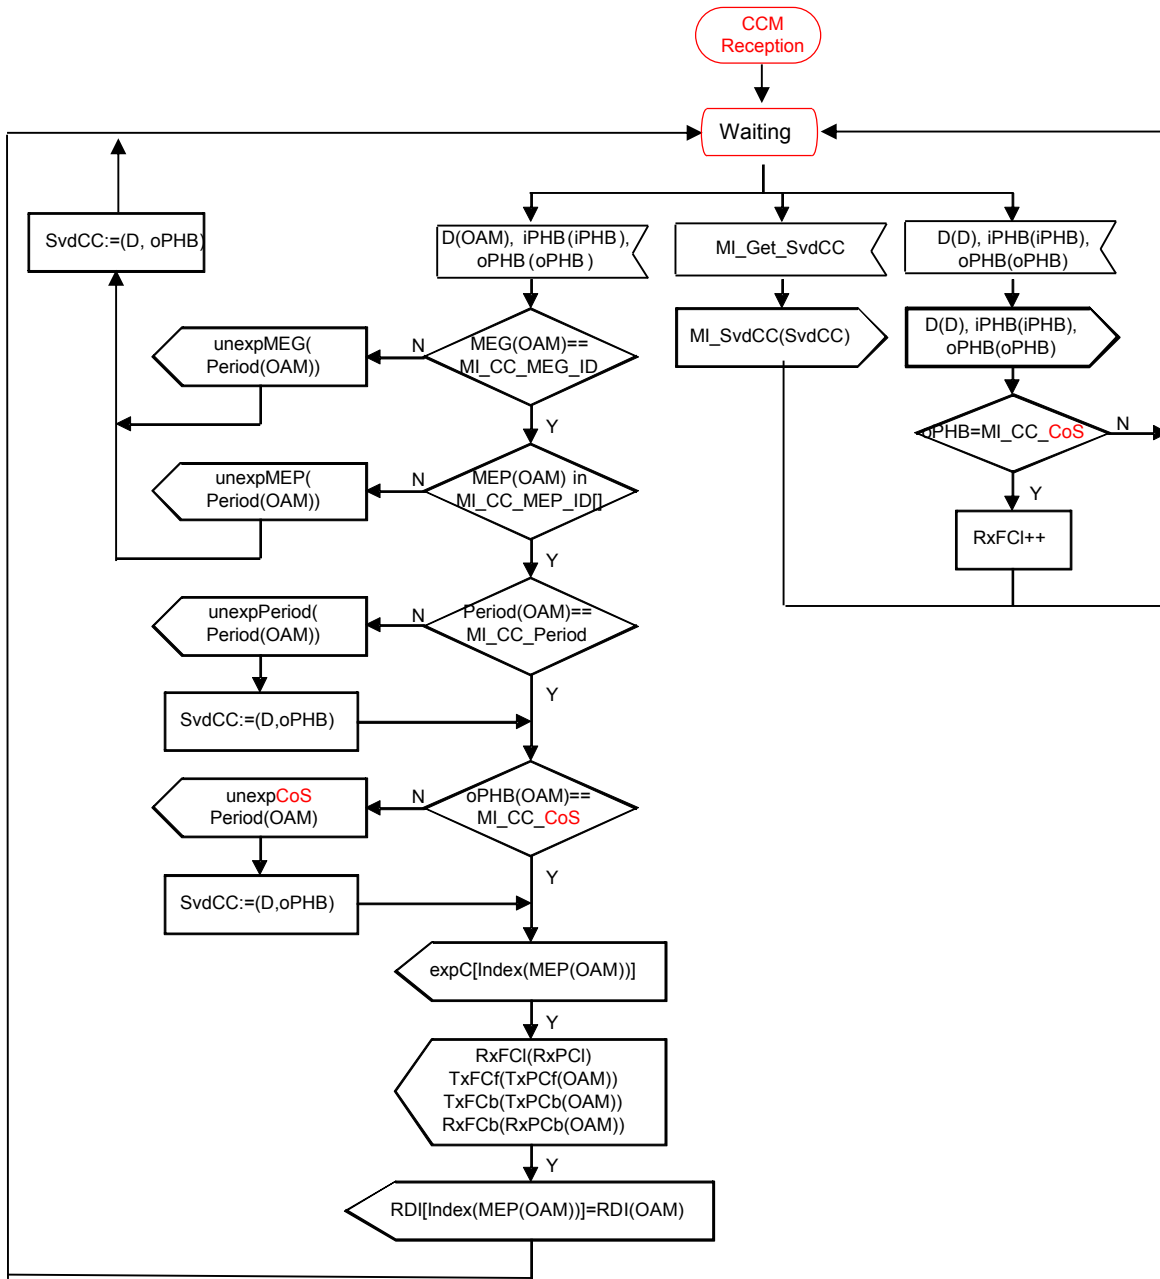 CCM
Reception
Waiting
SvdCC:=(D, oPHB)
D(OAM), iPHB(iPHB),
oPHB(oPHB)
MI_Get_SvdCC
D(D), iPHB(iPHB),
oPHB(oPHB)
unexpMEG(
Period(OAM))
N
MEG(OAM)==
MI_CC_MEG_ID
MI_SvdCC(SvdCC)
D(D), iPHB(iPHB),
oPHB(oPHB)
Y
oPHB=MI_CC_CoS
N
unexpMEP(
Period(OAM))
N
MEP(OAM) in
MI_CC_MEP_ID[]
Y
RxFCl++
Y
unexpPeriod(
Period(OAM))
N
Period(OAM)==
MI_CC_Period
Y
SvdCC:=(D,oPHB)
unexpCoS
Period(OAM)
N
oPHB(OAM)==
MI_CC_CoS
Y
SvdCC:=(D,oPHB)
expC[Index(MEP(OAM))]
Y
RxFCl(RxPCl)
TxFCf(TxPCf(OAM))
TxFCb(TxPCb(OAM))
RxFCb(RxPCb(OAM))
Y
RDI[Index(MEP(OAM))]=RDI(OAM)